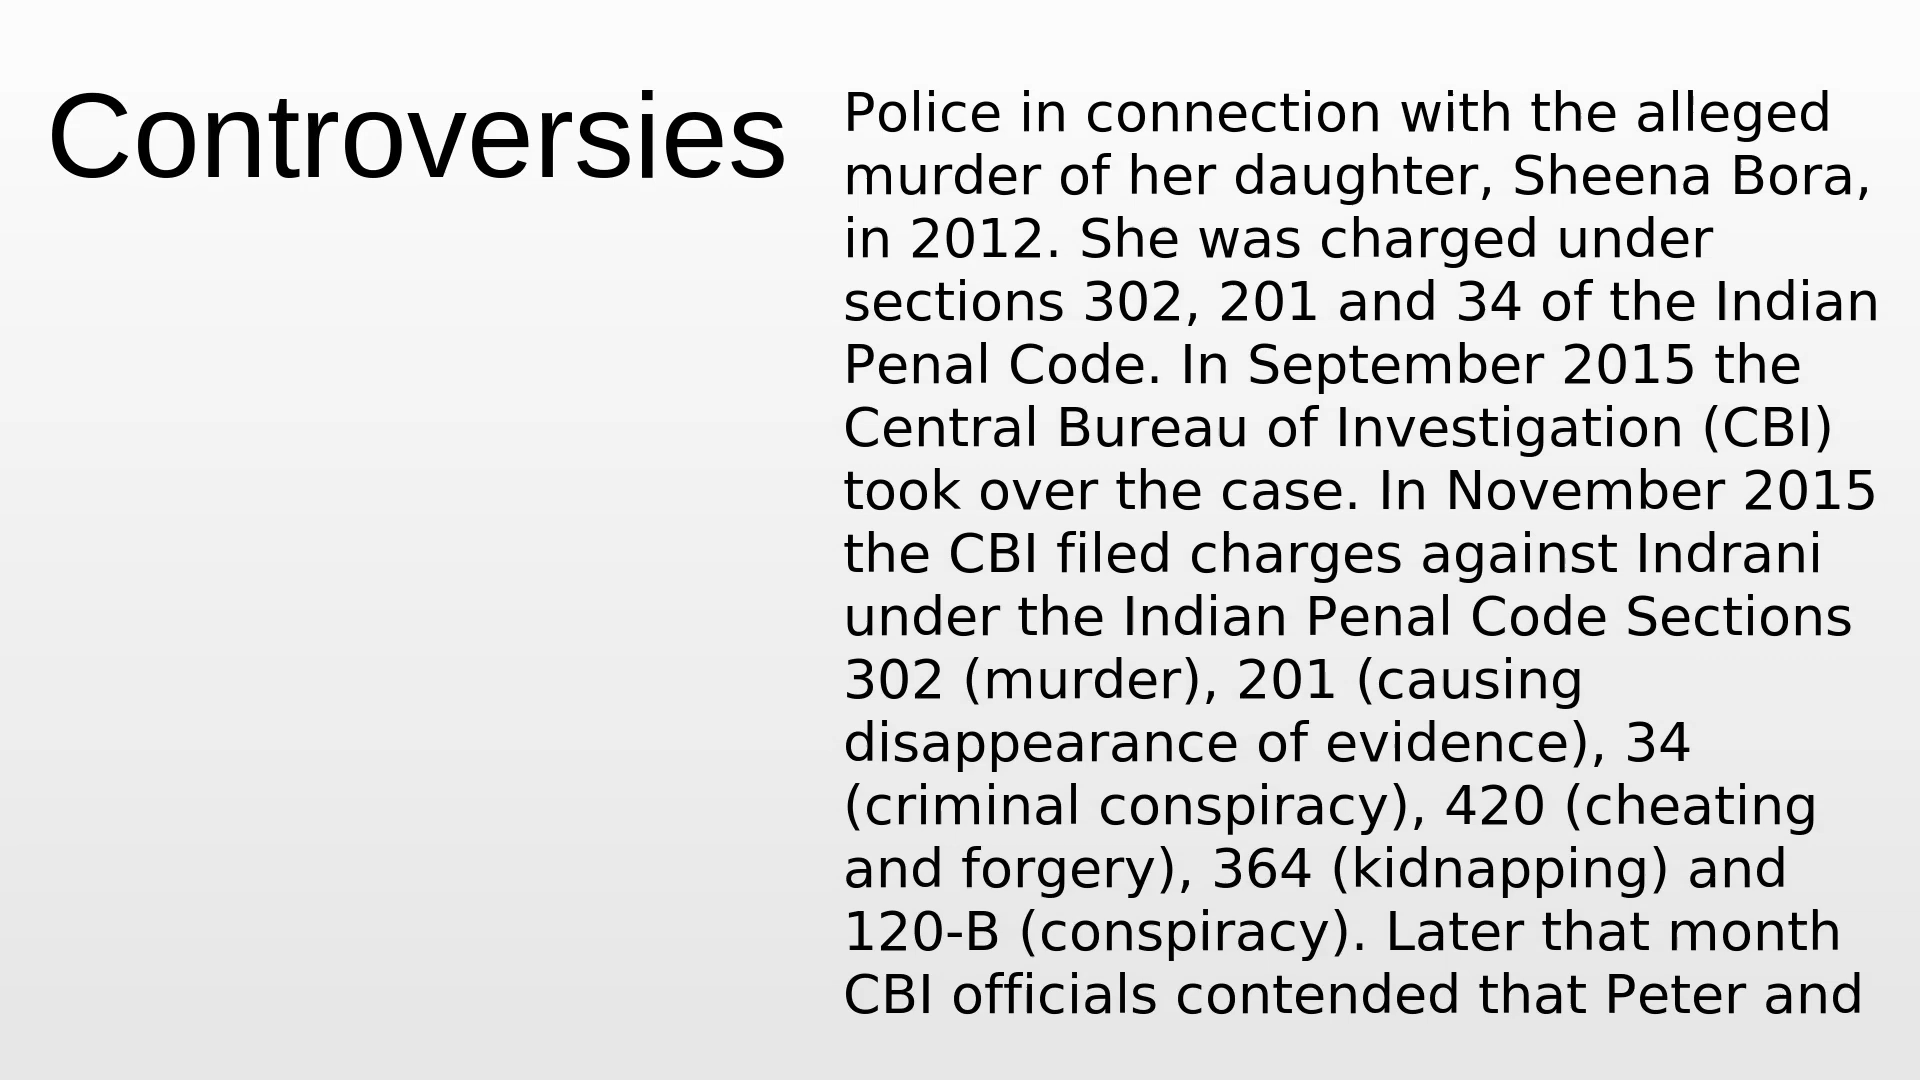 Controversies
Police in connection with the alleged
murder of her daughter, Sheena Bora,
in 2012. She was charged under
sections 302, 201 and 34 of the Indian
Penal Code. In September 2015 the
Central Bureau of Investigation (CBI)
took over the case. In November 2015
the CBI filed charges against Indrani
under the Indian Penal Code Sections
302 (murder), 201 (causing
disappearance of evidence), 34
(criminal conspiracy), 420 (cheating
and forgery), 364 (kidnapping) and
120-B (conspiracy). Later that month
CBI officials contended that Peter and